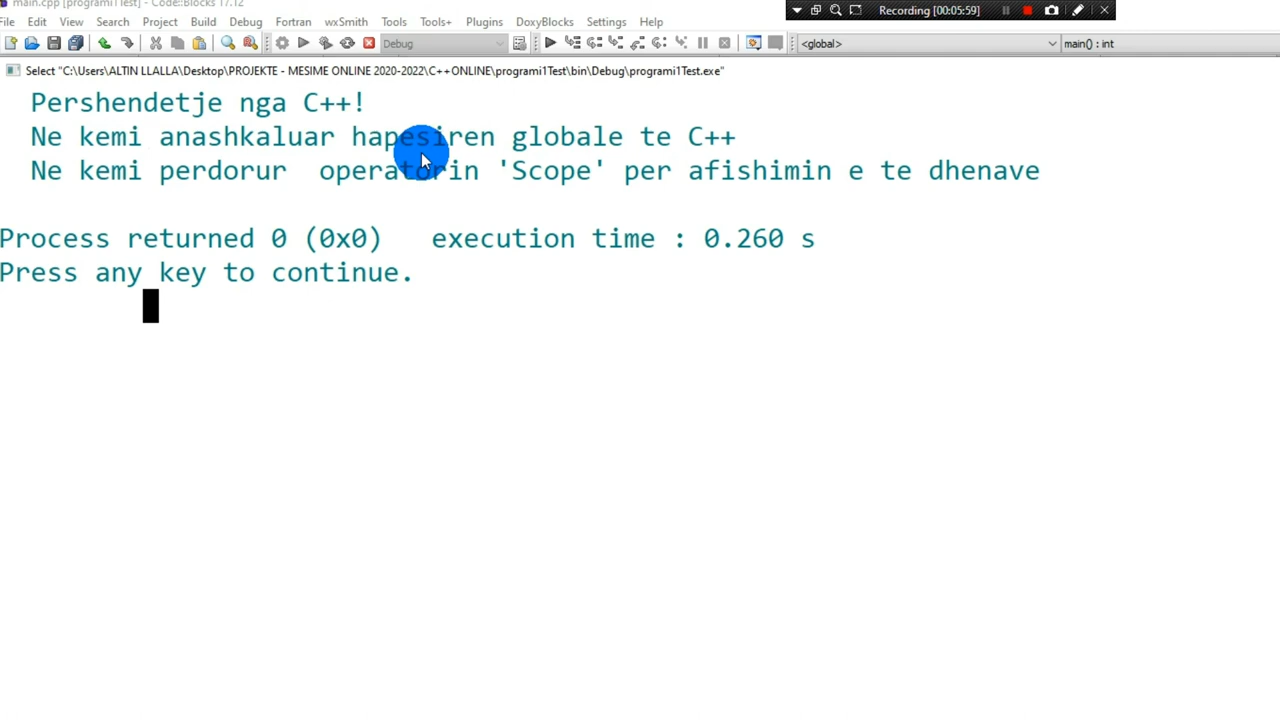 main.cpp [programi1Test] - Code::Blocks 17.12
Recording [00:05:59]
File Edit View Search Project Build Debug Fortran wxSmith Tools Tools+ Plugins DoxyBlocks Settings Help
Debug <global> main() : int
Select "C:\Users\ALTIN LLALLA\Desktop\PROJEKTE - MESIME ONLINE 2020-2022\C++ONLINE\programi1Test\bin\Debug\programi1Test.exe"
Pershendetje nga C++!
Ne kemi anashkaluar hapesiren globale te C++
Ne kemi perdorur  operatorin 'Scope' per afishimin e te dhenave
Process returned 0 (0x0)   execution time : 0.260 s
Press any key to continue.